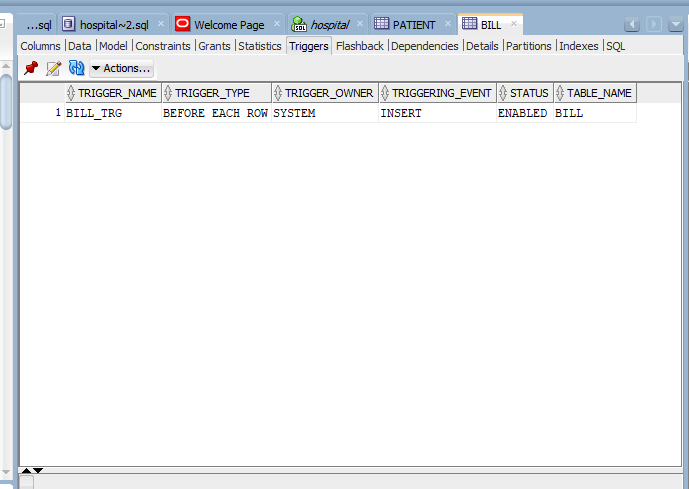 ...sql hospital~2.sql Welcome Page hospital PATIENT BILL
Columns Data Model Constraints Grants Statistics Triggers Flashback Dependencies Details Partitions Indexes SQL
Actions...
TRIGGER_NAME TRIGGER_TYPE TRIGGER_OWNER TRIGGERING_EVENT STATUS TABLE_NAME
1 BILL_TRG BEFORE EACH ROW SYSTEM INSERT ENABLED BILL